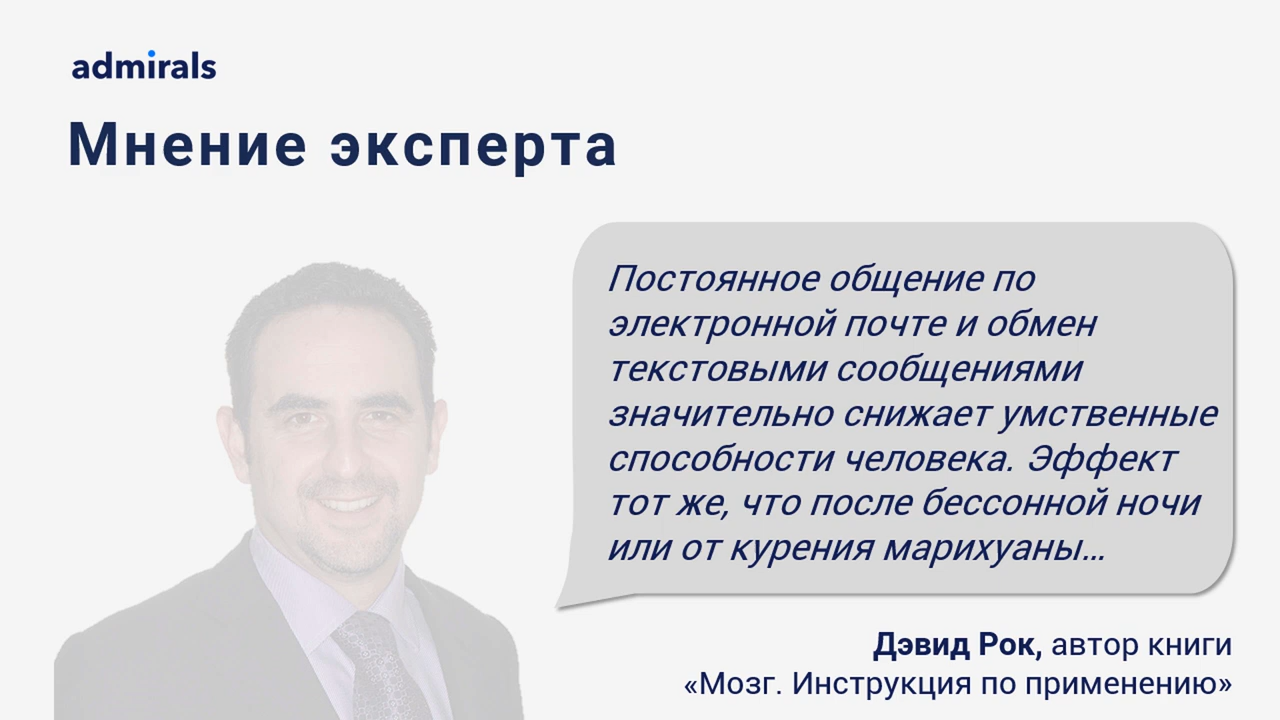 admirals
Мнение эксперта
Постоянное общение по
электронной почте и обмен
текстовыми сообщениями
значительно снижает умственные
способности человека. Эффект
тот же, что после бессонной ночи
или от курения марихуаны...
Дэвид Рок, автор книги
«Мозг. Инструкция по применению»